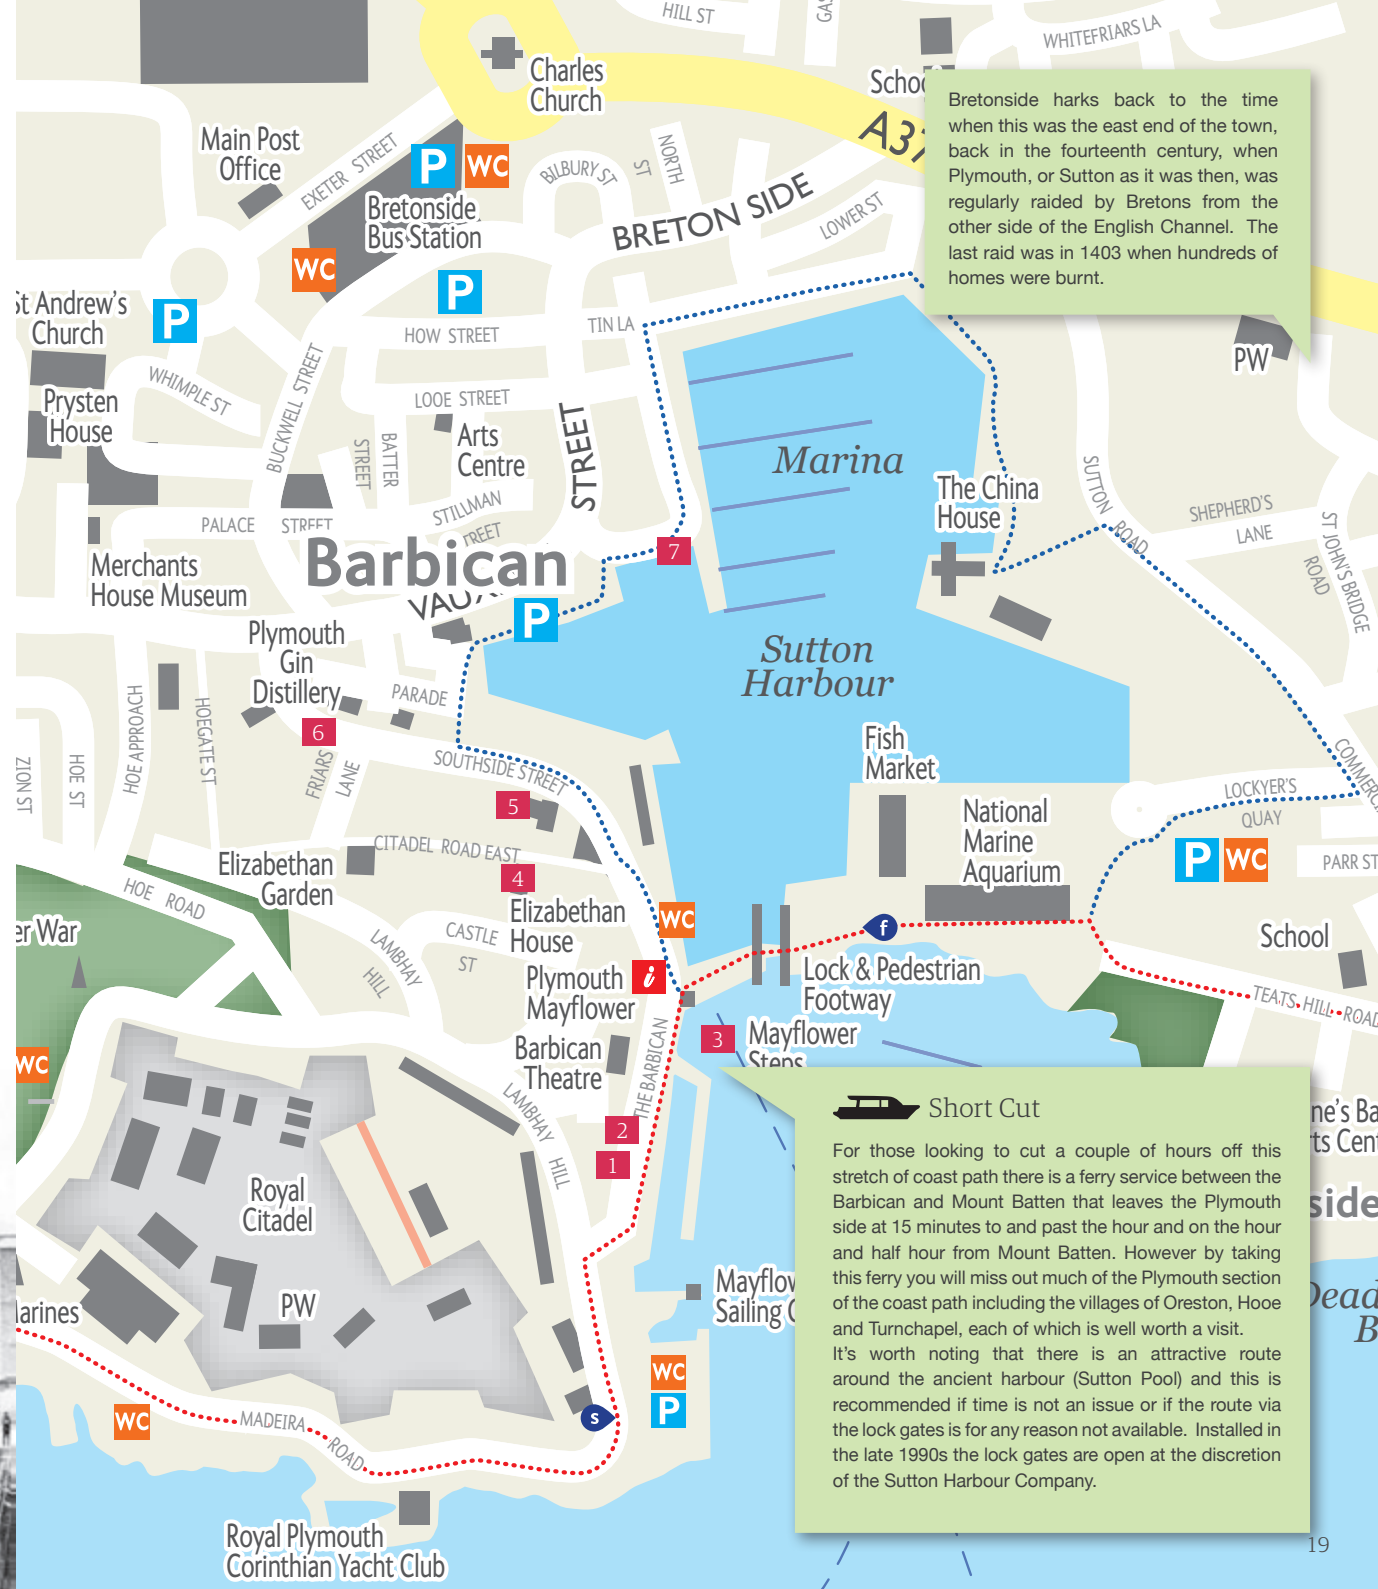 HILL ST
WHITEFRIARS LA
Charles
Church
Main Post
Office
EXETER STREET
P WC
BILBURY ST
NORTH
ST
Bretonside
Bus Station
BRETON SIDE
LOWER ST
Bretonside harks back to the time
when this was the east end of the town,
back in the fourteenth century, when
Plymouth, or Sutton as it was then, was
regularly raided by Bretons from the
other side of the English Channel. The
last raid was in 1403 when hundreds of
homes were burnt.
WC
P
St Andrew's
Church
P
HOW STREET
TIN LA
PW
WHIMPLE ST
BUCKWELL STREET
LOOE STREET
Prysten
House
BATTER
STREET
Arts
Centre
STREET
Marina
The China
House
SUTTON ROAD
SHEPHERD'S
LANE
ST JOHN'S BRIDGE
ROAD
PALACE STREET
STILLMAN
Barbican
7
Merchants
House Museum
P
Plymouth
Gin
Distillery
PARADE
Sutton
Harbour
6
HOE APPROACH
HOEGATE ST
HOE ST
ZION ST
FRIARS
LANE
SOUTHSIDE STREET
5
Fish
Market
LOCKYER'S
QUAY
National
Marine
Aquarium
P WC
PARR ST
CITADEL ROAD EAST
4
Elizabethan
Garden
HOE ROAD
Elizabethan
House
WC
CASTLE
ST
LAMBHAY
HILL
er War
f
School
Plymouth
Mayflower
i
Lock & Pedestrian
Footway
TEATS HILL ROAD
3
Mayflower
Steps
Barbican
Theatre
THE BARBICAN
WC
LAMBHAY
HILL
2
1
Royal
Citadel
PW
Short Cut
For those looking to cut a couple of hours off this
stretch of coast path there is a ferry service between the
Barbican and Mount Batten that leaves the Plymouth
side at 15 minutes to and past the hour and on the hour
and half hour from Mount Batten. However by taking
this ferry you will miss out much of the Plymouth section
of the coast path including the villages of Oreston, Hooe
and Turnchapel, each of which is well worth a visit.
It's worth noting that there is an attractive route
around the ancient harbour (Sutton Pool) and this is
recommended if time is not an issue or if the route via
the lock gates is for any reason not available. Installed in
the late 1990s the lock gates are open at the discretion
of the Sutton Harbour Company.
side
WC
P
s
WC
MADEIRA
ROAD
Royal Plymouth
Corinthian Yacht Club
19